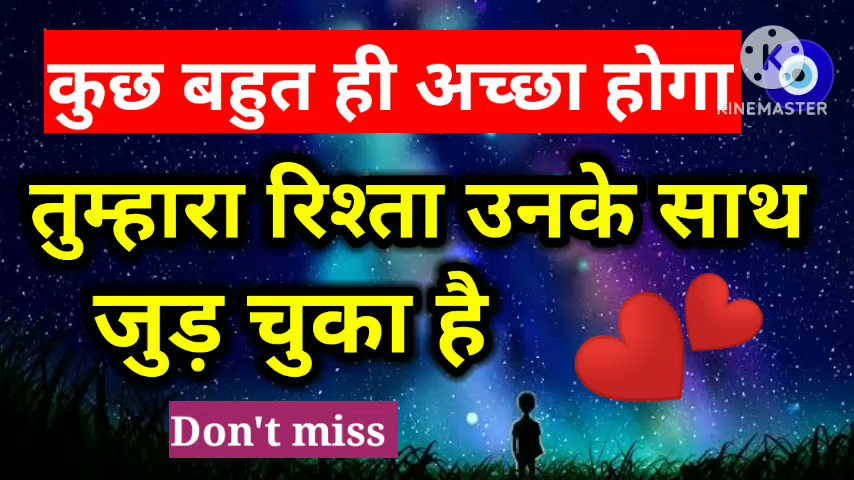 कुछ बहुत ही अच्छा होगा
KINEMASTER
तुम्हारा रिश्ता उनके साथ
जुड़ चुका है
Don't miss